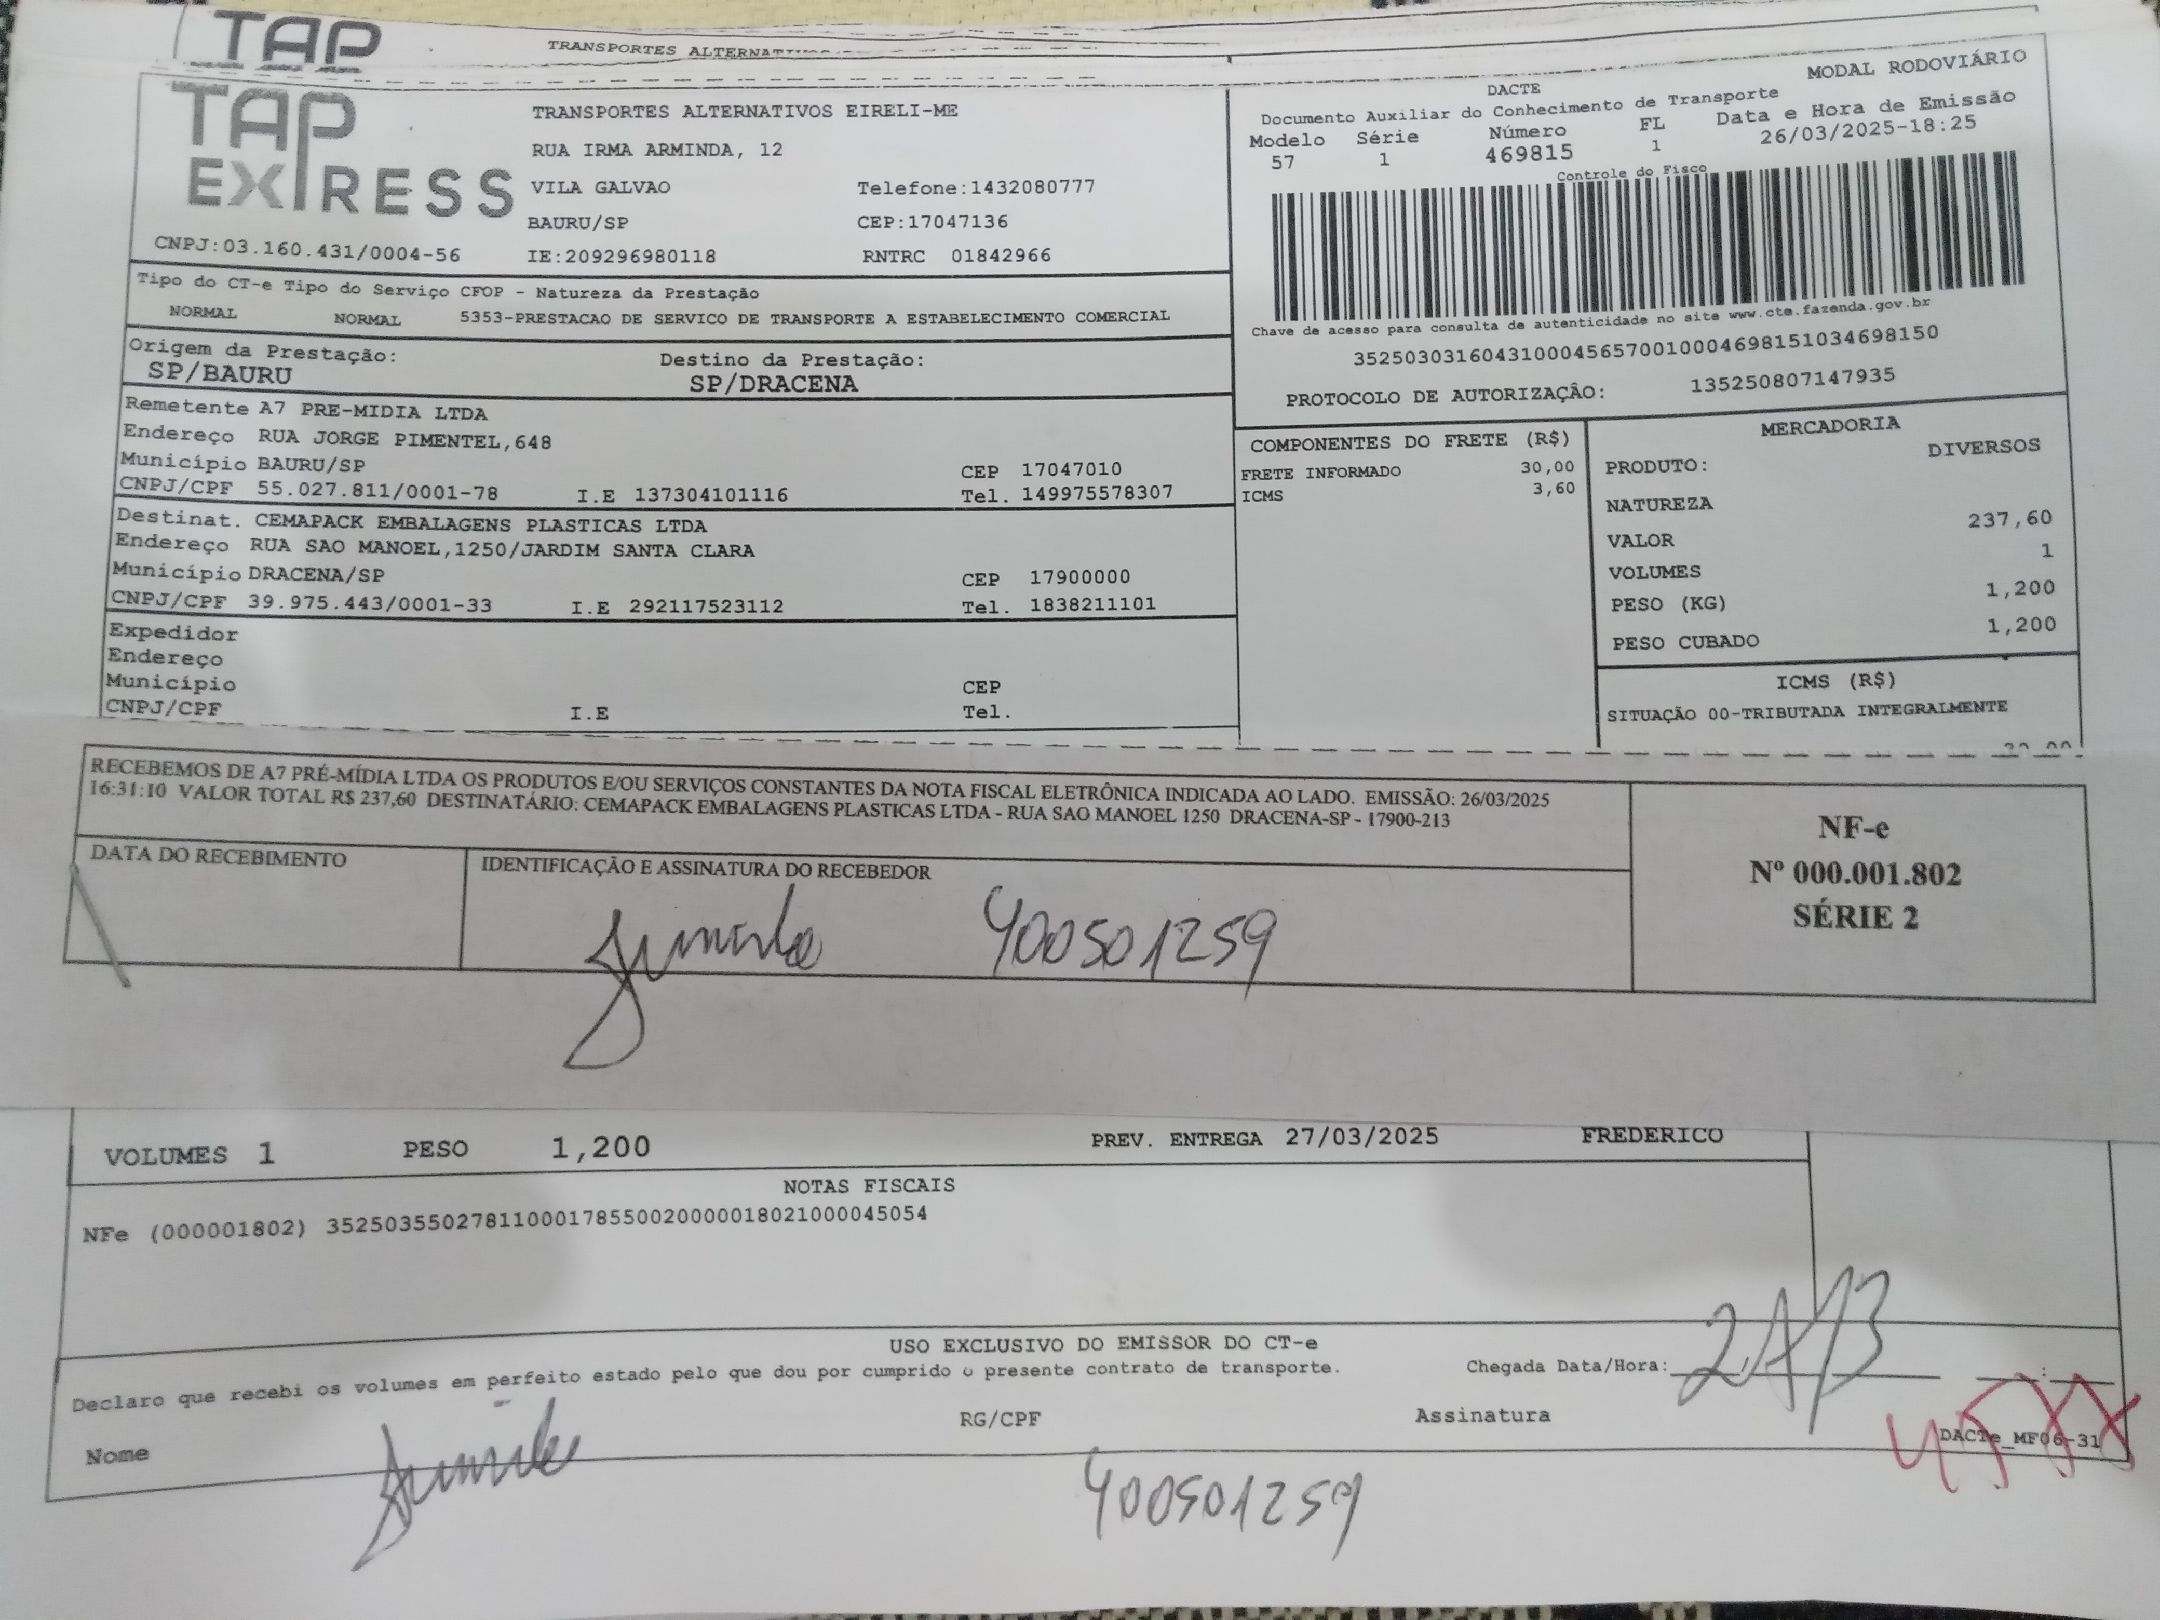 TAP
TRANSPORTES
TAP EXPRESS
TRANSPORTES ALTERNATIVOS EIRELI-ME
RUA IRMA ARMINDA, 12
VILA GALVAO Telefone:1432080777
BAURU/SP CEP:17047136
CNPJ:03.160.431/0004-56 IE:209296980118 RNTRC 01842966
MODAL RODOVIÁRIO
DACTE
Documento Auxiliar do Conhecimento de Transporte
Modelo Série Número FL Data e Hora de Emissão
57 1 469815 1 26/03/2025-18:25
Controle do Fisco
Chave de acesso para consulta de autenticidade no site www.cte.fazenda.gov.br
35250303160431000456570010004698151034698150
PROTOCOLO DE AUTORIZAÇÃO: 135250807147935
Tipo do CT-e Tipo do Serviço CFOP - Natureza da Prestação
NORMAL NORMAL 5353-PRESTACAO DE SERVICO DE TRANSPORTE A ESTABELECIMENTO COMERCIAL
Origem da Prestação: Destino da Prestação:
SP/BAURU SP/DRACENA
Remetente A7 PRE-MIDIA LTDA
Endereço RUA JORGE PIMENTEL,648
Município BAURU/SP CEP 17047010
CNPJ/CPF 55.027.811/0001-78 I.E 137304101116 Tel. 149975578307
Destinat. CEMAPACK EMBALAGENS PLASTICAS LTDA
Endereço RUA SAO MANOEL,1250/JARDIM SANTA CLARA
Município DRACENA/SP CEP 17900000
CNPJ/CPF 39.975.443/0001-33 I.E 292117523112 Tel. 1838211101
Expedidor
Endereço
Município CEP
CNPJ/CPF I.E Tel.
COMPONENTES DO FRETE (R$)
FRETE INFORMADO 30,00
ICMS 3,60
MERCADORIA
PRODUTO: DIVERSOS
NATUREZA
VALOR 237,60
VOLUMES 1
PESO (KG) 1,200
PESO CUBADO 1,200
ICMS (R$)
SITUAÇÃO 00-TRIBUTADA INTEGRALMENTE
RECEBEMOS DE A7 PRÉ-MÍDIA LTDA OS PRODUTOS E/OU SERVIÇOS CONSTANTES DA NOTA FISCAL ELETRÔNICA INDICADA AO LADO. EMISSÃO: 26/03/2025
16:31:10 VALOR TOTAL R$ 237,60 DESTINATÁRIO: CEMAPACK EMBALAGENS PLASTICAS LTDA - RUA SAO MANOEL 1250 DRACENA-SP - 17900-213
DATA DO RECEBIMENTO IDENTIFICAÇÃO E ASSINATURA DO RECEBEDOR
400501259
NF-e
Nº 000.001.802
SÉRIE 2
VOLUMES 1 PESO 1,200 PREV. ENTREGA 27/03/2025 FREDERICO
NOTAS FISCAIS
NFe (000001802) 35250355027811000178550020000018021000045054
USO EXCLUSIVO DO EMISSOR DO CT-e
Declaro que recebi os volumes em perfeito estado pelo que dou por cumprido o presente contrato de transporte. Chegada Data/Hora:
Nome RG/CPF Assinatura
DACTe_MF06-31
400501259